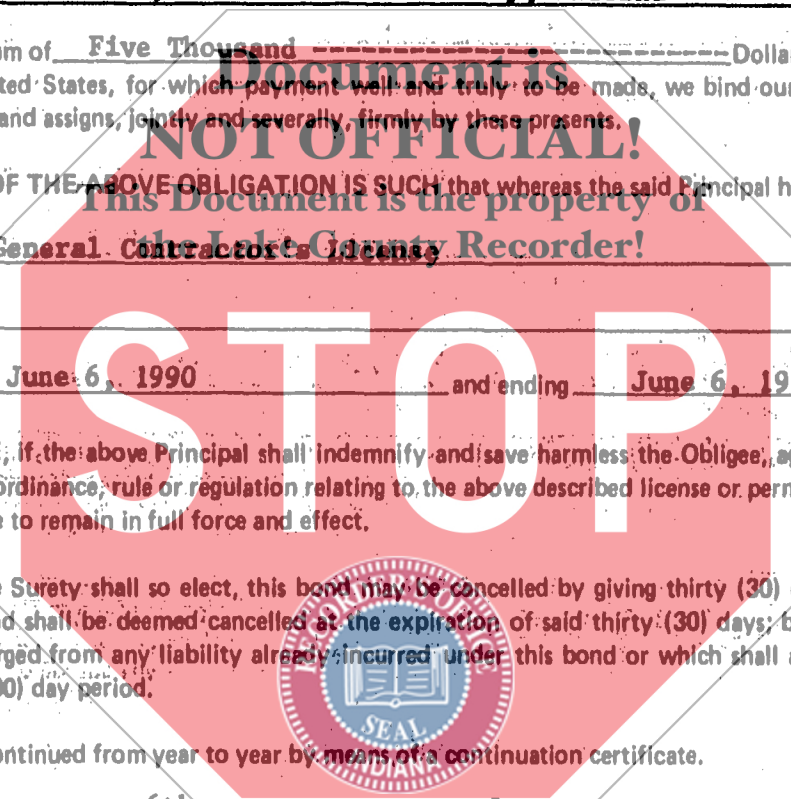 um of Five Thousand Dolla
ted States, for which payment well and truly to be made, we bind our
and assigns, jointly and severally, firmly by these presents.
OF THE ABOVE OBLIGATION IS SUCH that whereas the said Principal h
General Contractor's License
June 6, 1990 and ending June 6, 19
, if the above Principal shall indemnify and save harmless the Obligee, ag
ordinance, rule or regulation relating to the above described license or perm
e to remain in full force and effect.
e Surety shall so elect, this bond may be cancelled by giving thirty (30)
nd shall be deemed cancelled at the expiration of said thirty (30) days; b
rged from any liability already incurred under this bond or which shall a
0) day period.
ontinued from year to year by means of a continuation certificate.
Document is
NOT OFFICIAL!
This Document is the property of
the Lake County Recorder!
STOP
RECORDER'S OFFICE
SEAL
INDIANA